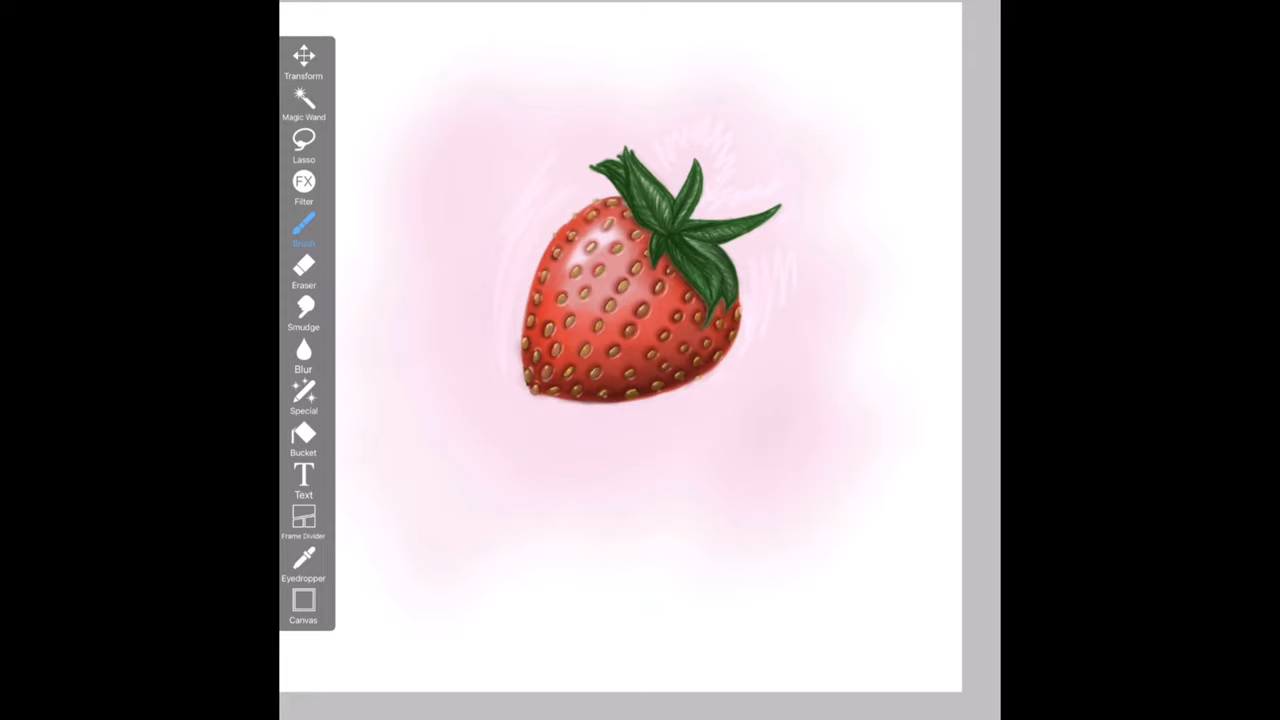 Transform
Magic Wand
Lasso
FX
Filter
Brush
Eraser
Smudge
Blur
Special
Bucket
T
Text
Frame Divider
Eyedropper
Canvas